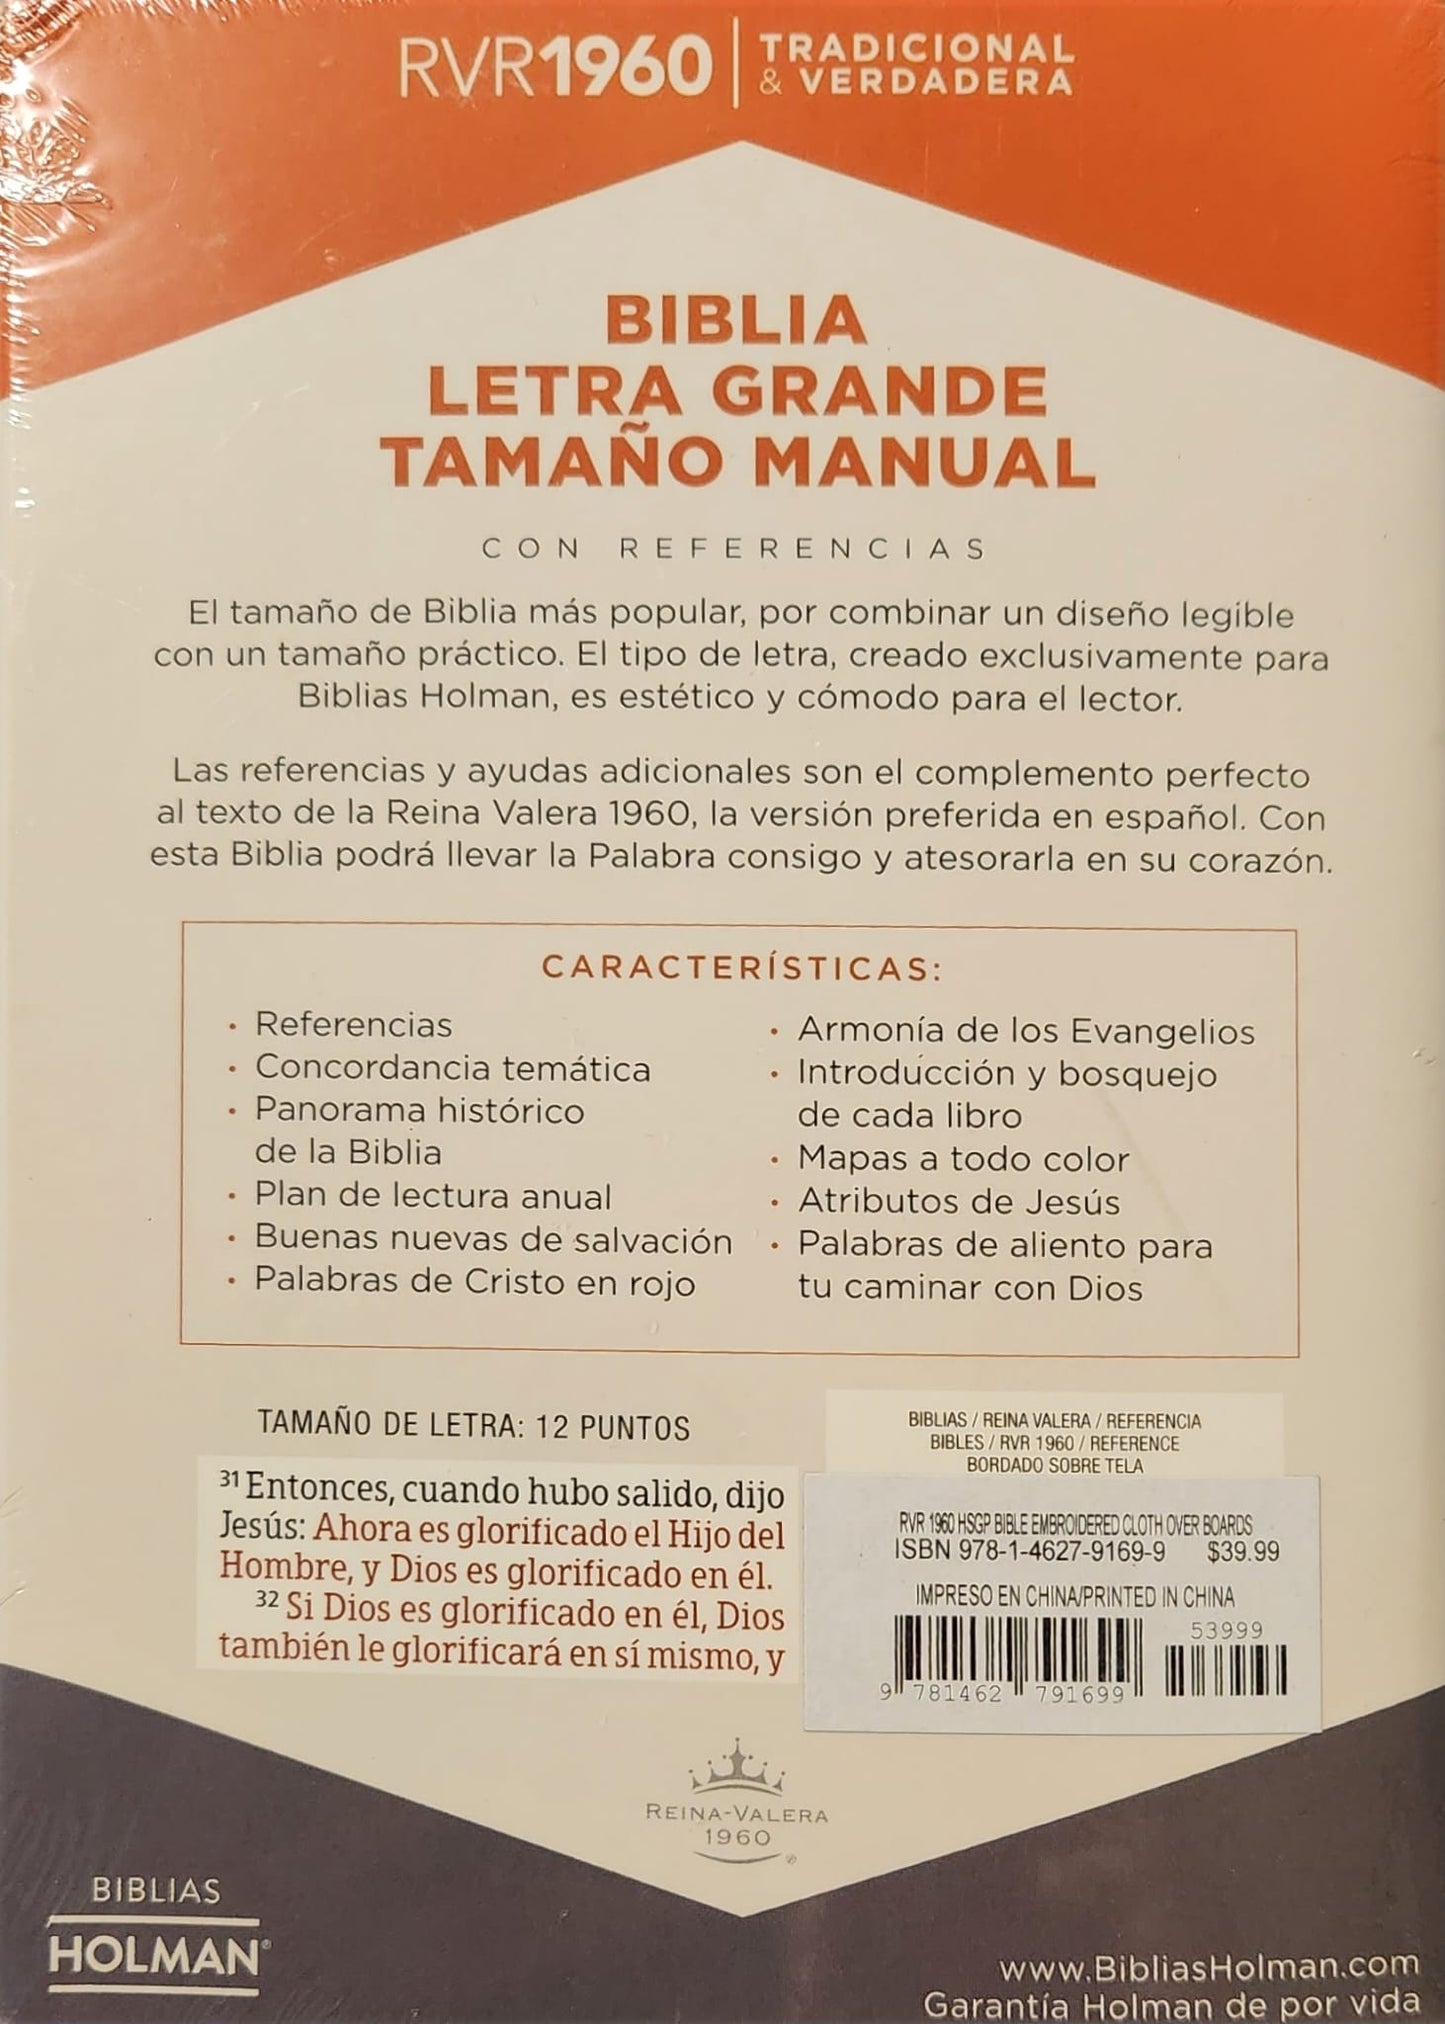 RVR1960 | TRADICIONAL
& VERDADERA
BIBLIA
LETRA GRANDE
TAMAÑO MANUAL
CON REFERENCIAS
El tamaño de Biblia más popular, por combinar un diseño legible
con un tamaño práctico. El tipo de letra, creado exclusivamente para
Biblias Holman, es estético y cómodo para el lector.
Las referencias y ayudas adicionales son el complemento perfecto
al texto de la Reina Valera 1960, la versión preferida en español. Con
esta Biblia podrá llevar la Palabra consigo y atesorarla en su corazón.
CARACTERÍSTICAS:
• Referencias
• Concordancia temática
• Panorama histórico
de la Biblia
• Plan de lectura anual
• Buenas nuevas de salvación
• Palabras de Cristo en rojo
• Armonía de los Evangelios
• Introducción y bosquejo
de cada libro
• Mapas a todo color
• Atributos de Jesús
• Palabras de aliento para
tu caminar con Dios
TAMAÑO DE LETRA: 12 PUNTOS
31 Entonces, cuando hubo salido, dijo
Jesús: Ahora es glorificado el Hijo del
Hombre, y Dios es glorificado en él.
32 Si Dios es glorificado en él, Dios
también le glorificará en sí mismo, y
BIBLIAS / REINA VALERA / REFERENCIA
BIBLES / RVR 1960 / REFERENCE
BORDADO SOBRE TELA
RVR 1960 HSGP BIBLE EMBROIDERED CLOTH OVER BOARDS
ISBN 978-1-4627-9169-9 $39.99
IMPRESO EN CHINA/PRINTED IN CHINA
53999
9 781462 791699
REINA-VALERA
1960
®
BIBLIAS
HOLMAN®
www.BibliasHolman.com
Garantía Holman de por vida